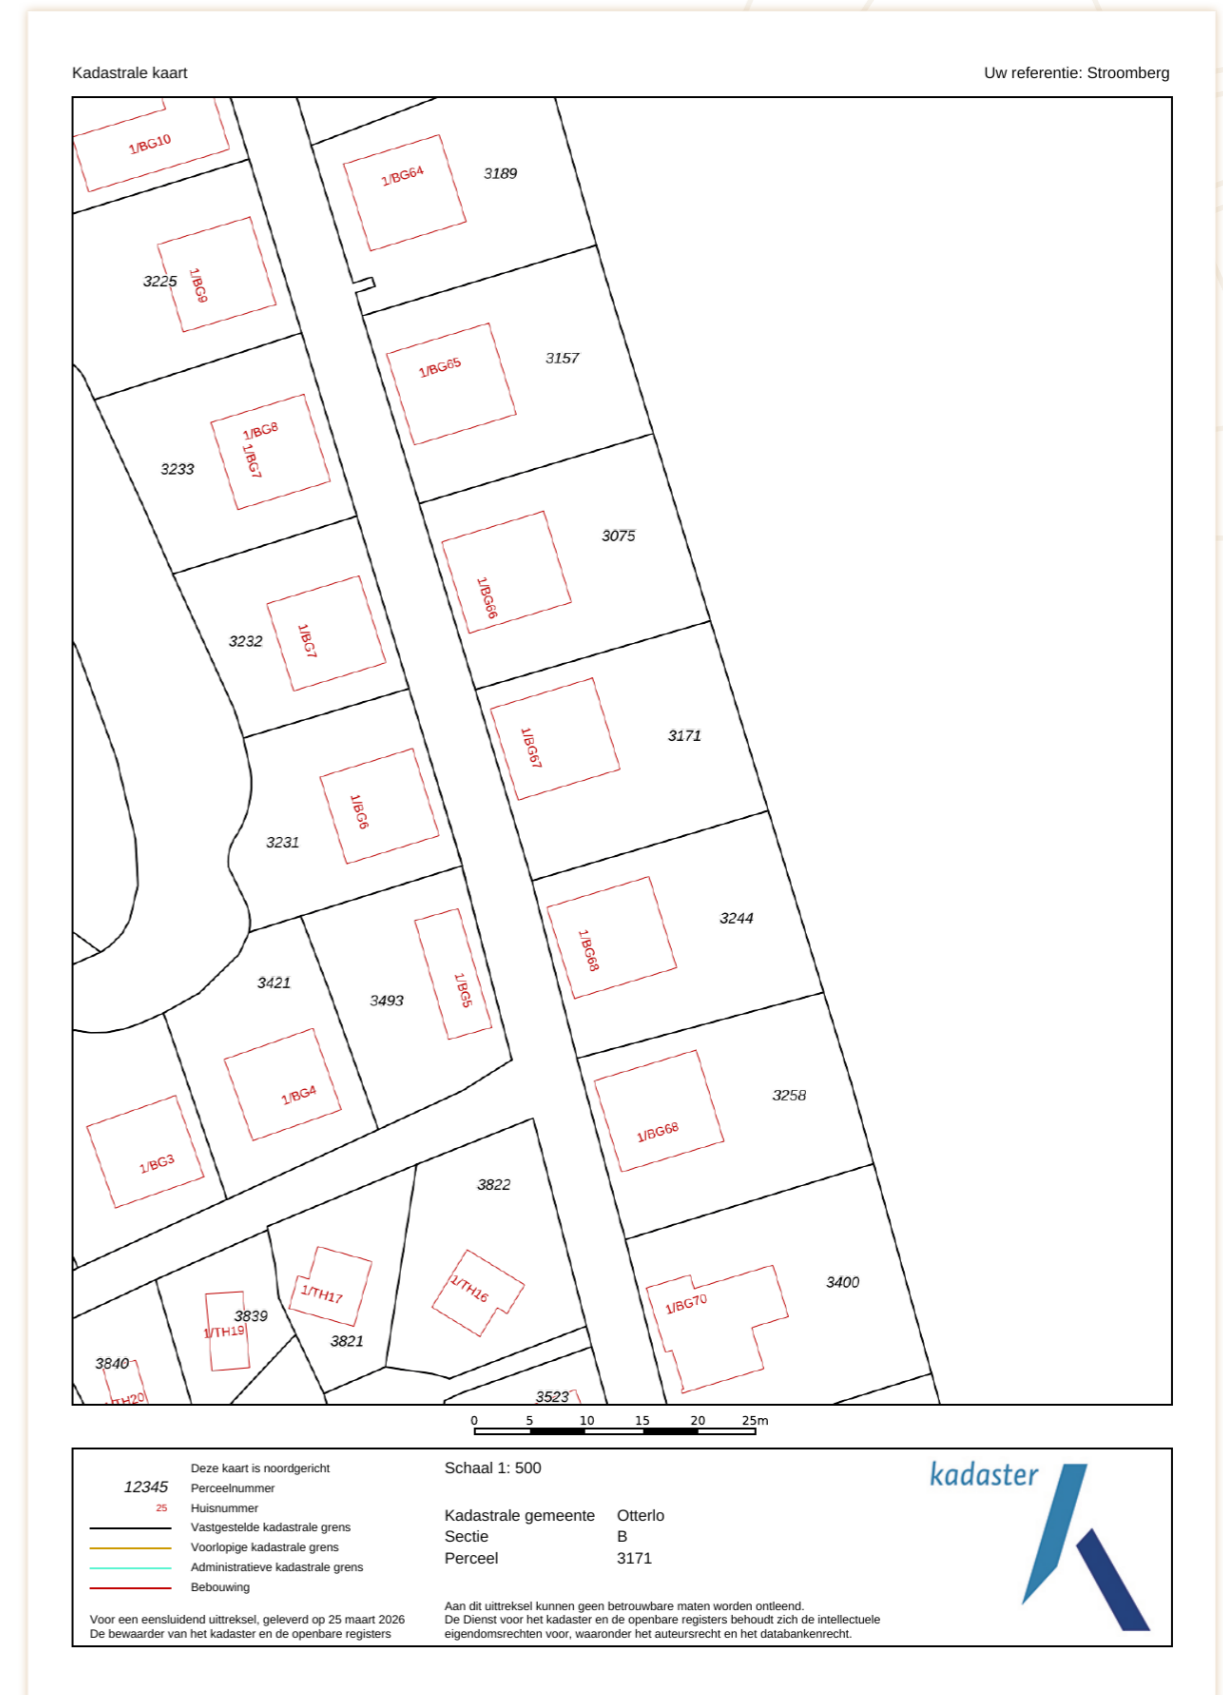 Kadastrale kaart
Uw referentie: Stroomberg
1/BG10
1/BG64
3189
3225
1/BG9
1/BG65
3157
1/BG8
1/BG7
3233
3075
1/BG66
1/BG7
3232
1/BG67
3171
1/BG6
3231
3244
1/BG68
3421
3493
1/BG5
1/BG4
3258
1/BG68
1/BG3
3822
3400
1/TH17
1/TH16
1/BG70
3839
1/TH19
3821
3840
1/TH20
3523
0 5 10 15 20 25m
Deze kaart is noordgericht
12345 Perceelnummer
25 Huisnummer
Vastgestelde kadastrale grens
Voorlopige kadastrale grens
Administratieve kadastrale grens
Bebouwing
Voor een eensluidend uittreksel, geleverd op 25 maart 2026
De bewaarder van het kadaster en de openbare registers
Schaal 1: 500
Kadastrale gemeente Otterlo
Sectie B
Perceel 3171
Aan dit uittreksel kunnen geen betrouwbare maten worden ontleend.
De Dienst voor het kadaster en de openbare registers behoudt zich de intellectuele
eigendomsrechten voor, waaronder het auteursrecht en het databankenrecht.
kadaster